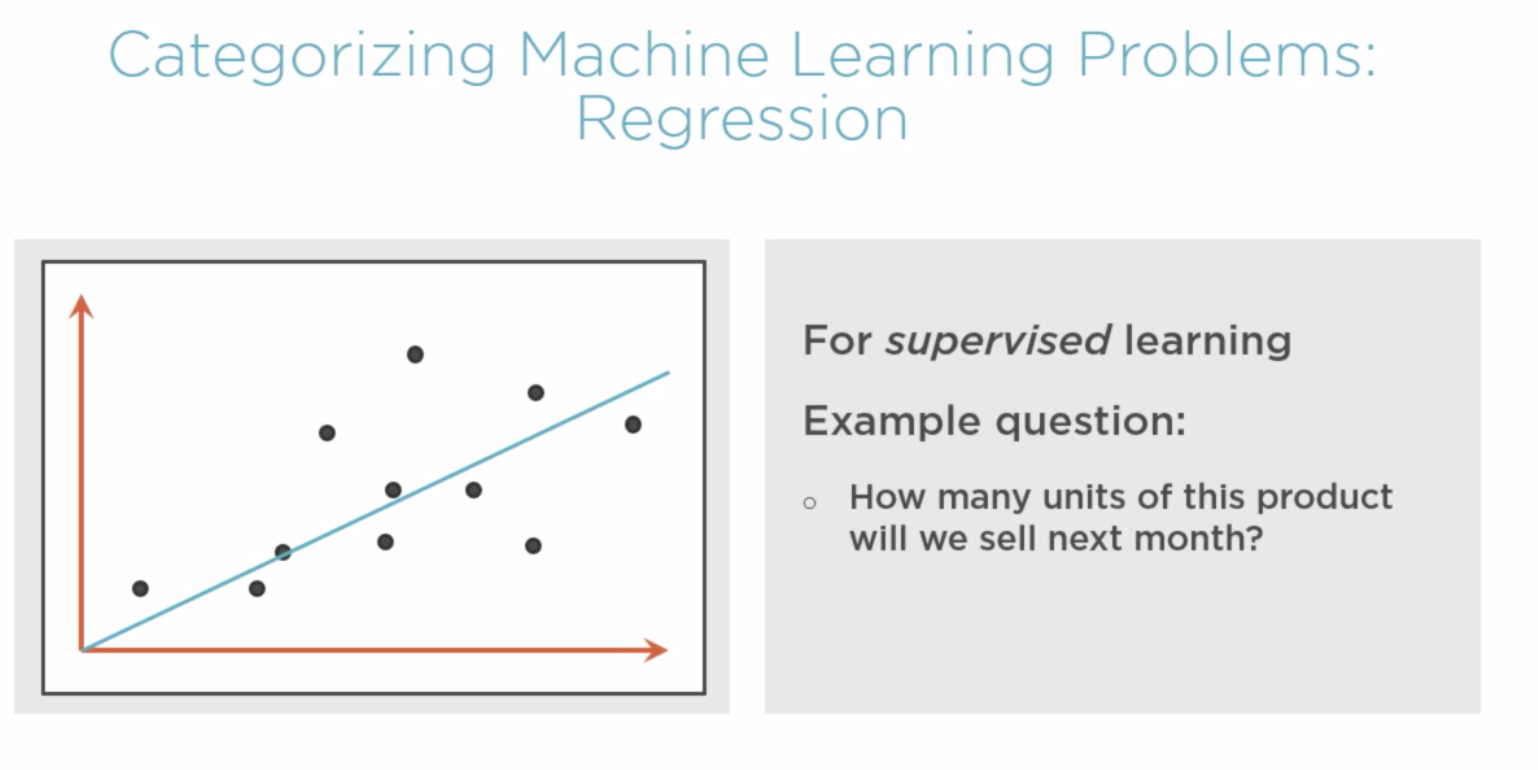 Categorizing Machine Learning Problems:
Regression
For supervised learning
Example question:
○ How many units of this product
will we sell next month?